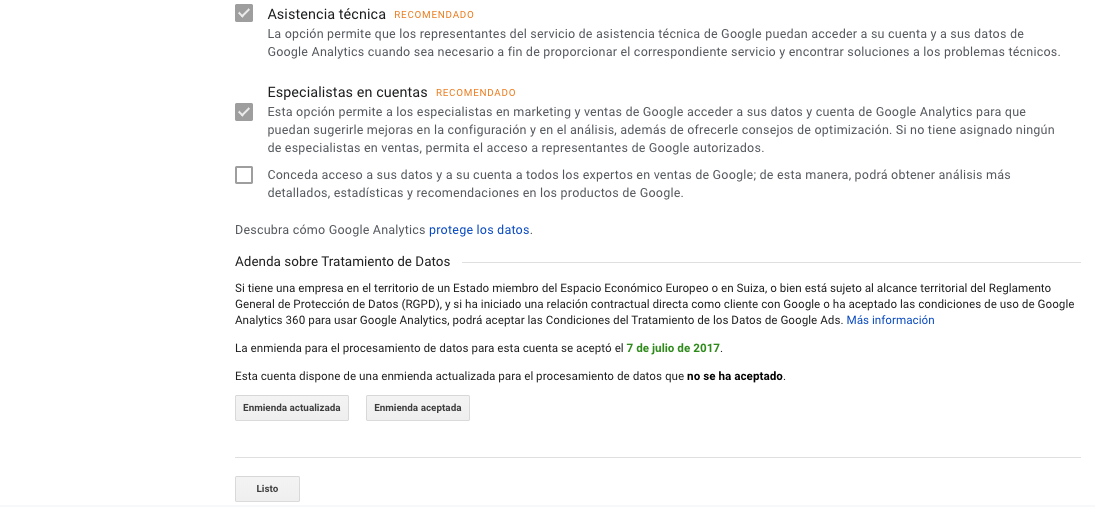 Asistencia técnica RECOMENDADO
La opción permite que los representantes del servicio de asistencia técnica de Google puedan acceder a su cuenta y a sus datos de
Google Analytics cuando sea necesario a fin de proporcionar el correspondiente servicio y encontrar soluciones a los problemas técnicos.
Especialistas en cuentas RECOMENDADO
Esta opción permite a los especialistas en marketing y ventas de Google acceder a sus datos y cuenta de Google Analytics para que
puedan sugerirle mejoras en la configuración y en el análisis, además de ofrecerle consejos de optimización. Si no tiene asignado ningún
de especialistas en ventas, permita el acceso a representantes de Google autorizados.
Conceda acceso a sus datos y a su cuenta a todos los expertos en ventas de Google; de esta manera, podrá obtener análisis más
detallados, estadísticas y recomendaciones en los productos de Google.
Descubra cómo Google Analytics protege los datos.
Adenda sobre Tratamiento de Datos
Si tiene una empresa en el territorio de un Estado miembro del Espacio Económico Europeo o en Suiza, o bien está sujeto al alcance territorial del Reglamento
General de Protección de Datos (RGPD), y si ha iniciado una relación contractual directa como cliente con Google o ha aceptado las condiciones de uso de Google
Analytics 360 para usar Google Analytics, podrá aceptar las Condiciones del Tratamiento de los Datos de Google Ads. Más información
La enmienda para el procesamiento de datos para esta cuenta se aceptó el 7 de julio de 2017.
Esta cuenta dispone de una enmienda actualizada para el procesamiento de datos que no se ha aceptado.
Enmienda actualizada Enmienda aceptada
Listo